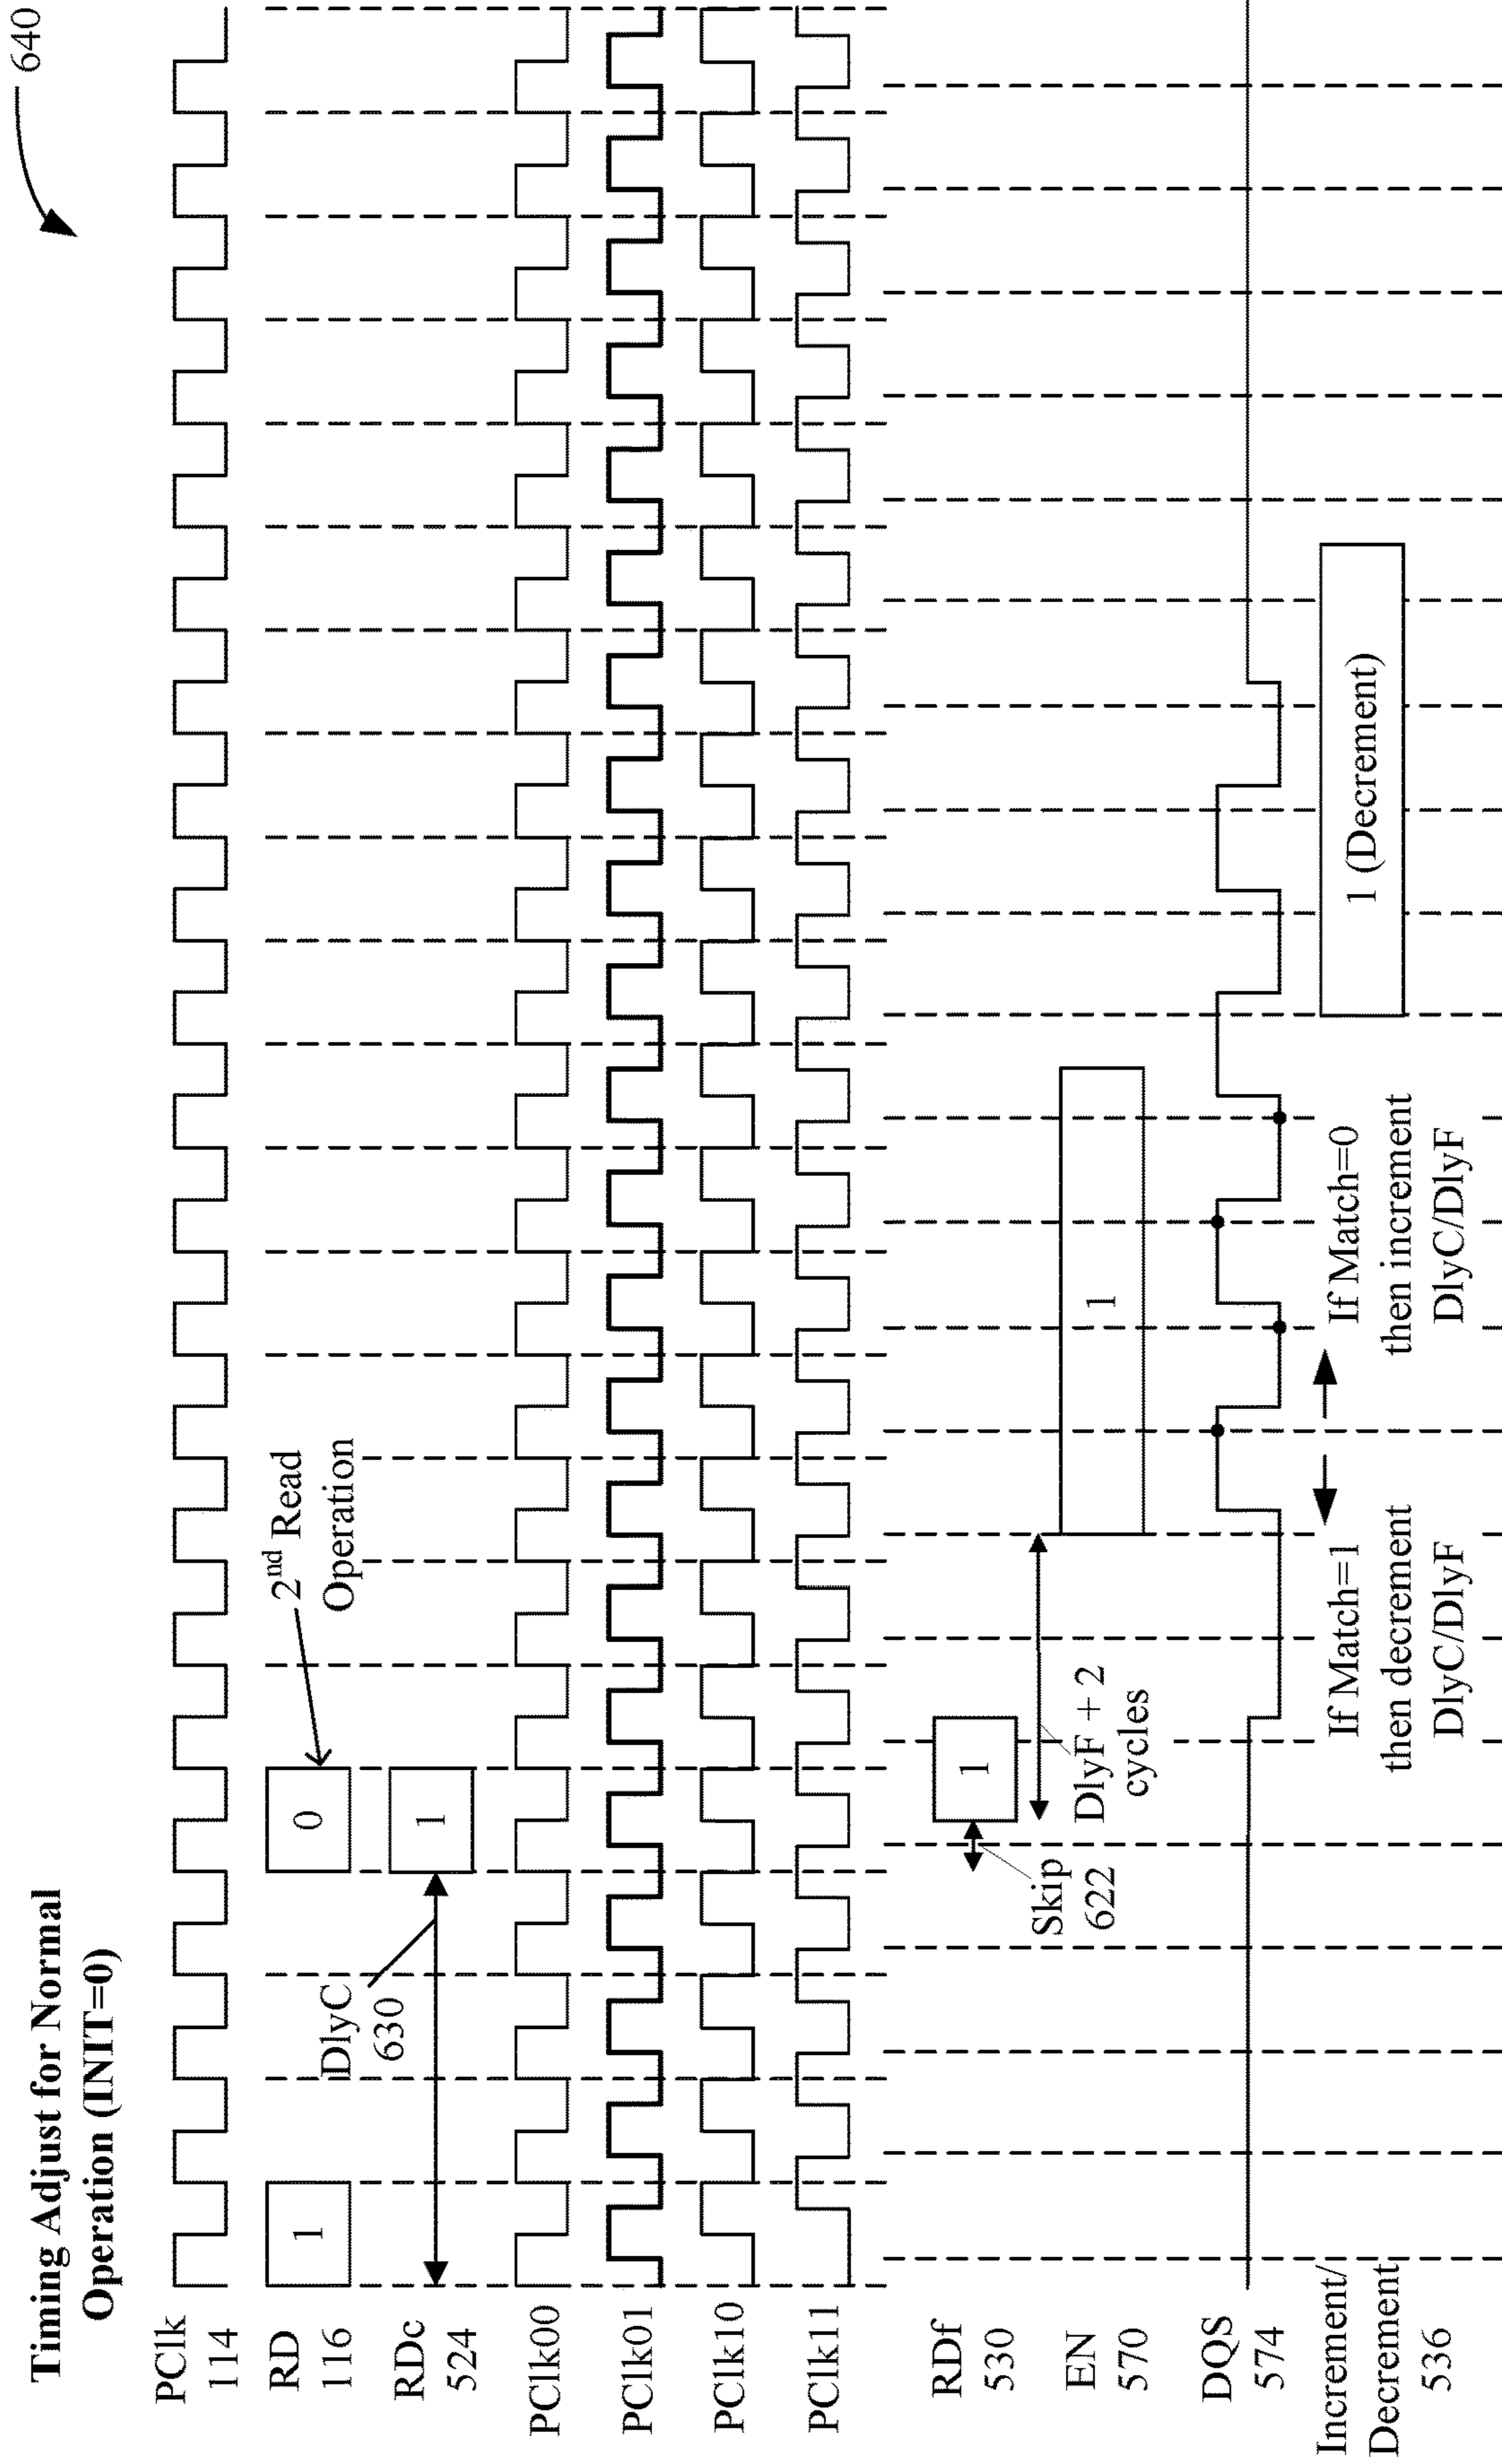 640
Timing Adjust for Normal
Operation (INIT=0)
PClk
114
RD
116
1
0
2nd Read
Operation
RDc
524
DlyC
630
1
PClk00
PClk01
PClk10
PClk11
RDf
530
1
Skip
622
DlyF + 2
cycles
EN
570
1
DQS
574
If Match=1
then decrement
DlyC/DlyF
If Match=0
then increment
DlyC/DlyF
Increment/
Decrement
536
1 (Decrement)